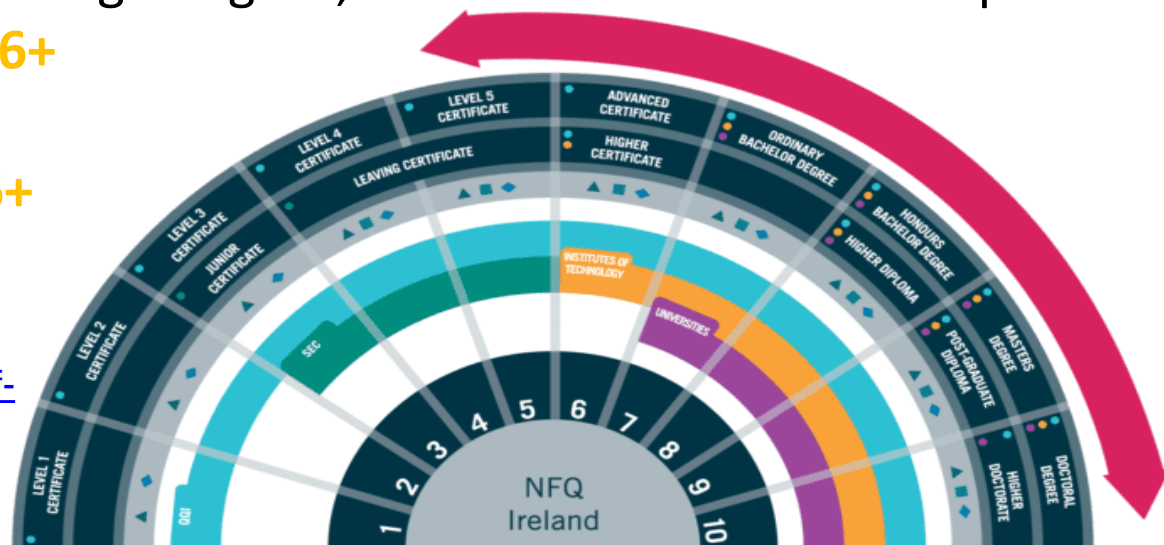 6+
LEVEL 5
CERTIFICATE
ADVANCED
CERTIFICATE
LEVEL 4
CERTIFICATE
LEAVING CERTIFICATE
HIGHER
CERTIFICATE
ORDINARY
BACHELOR DEGREE
LEVEL 3
CERTIFICATE
JUNIOR
CERTIFICATE
HONOURS
BACHELOR DEGREE
HIGHER DIPLOMA
LEVEL 2
CERTIFICATE
MASTERS
DEGREE
POST-GRADUATE
DIPLOMA
LEVEL 1
CERTIFICATE
DOCTORAL
DEGREE
HIGHER
DOCTORATE
INSTITUTES OF
TECHNOLOGY
UNIVERSITIES
SEC
QQI
1
2
3
4
5
6
7
8
9
10
NFQ
Ireland